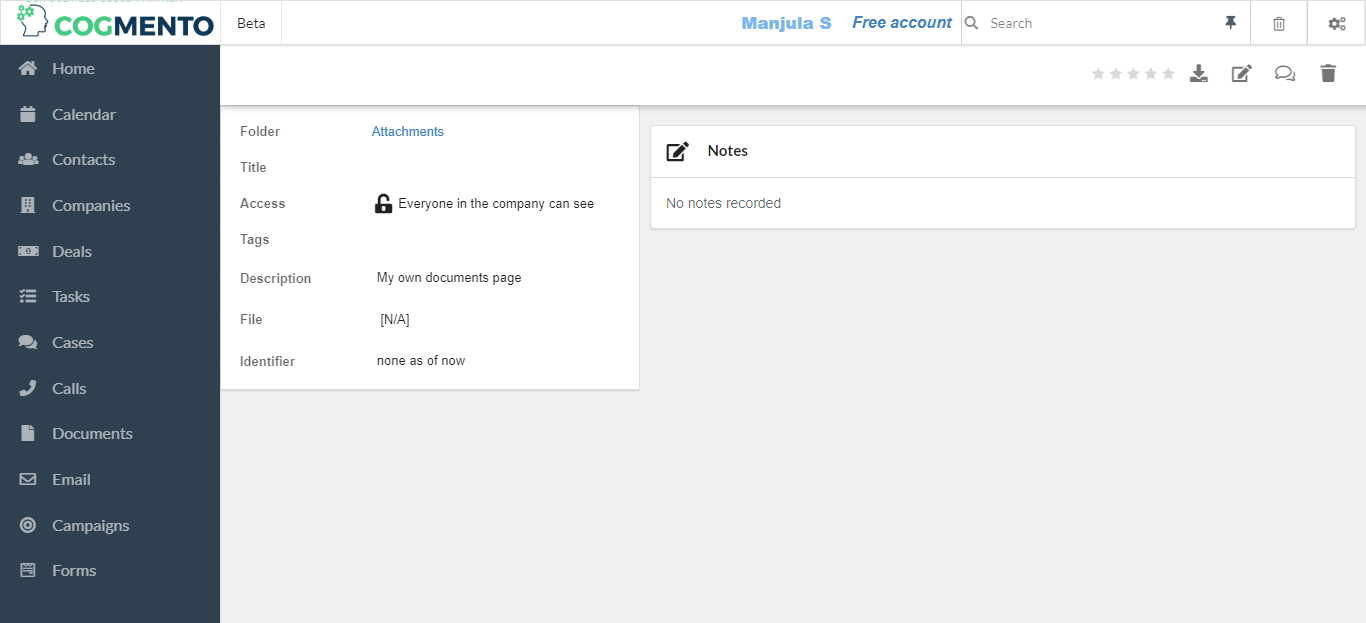 COGMENTO
Beta
Manjula S
Free account
Search
Home
Calendar
Contacts
Companies
Deals
Tasks
Cases
Calls
Documents
Email
Campaigns
Forms
Folder Attachments
Title
Access Everyone in the company can see
Tags
Description My own documents page
File [N/A]
Identifier none as of now
Notes
No notes recorded